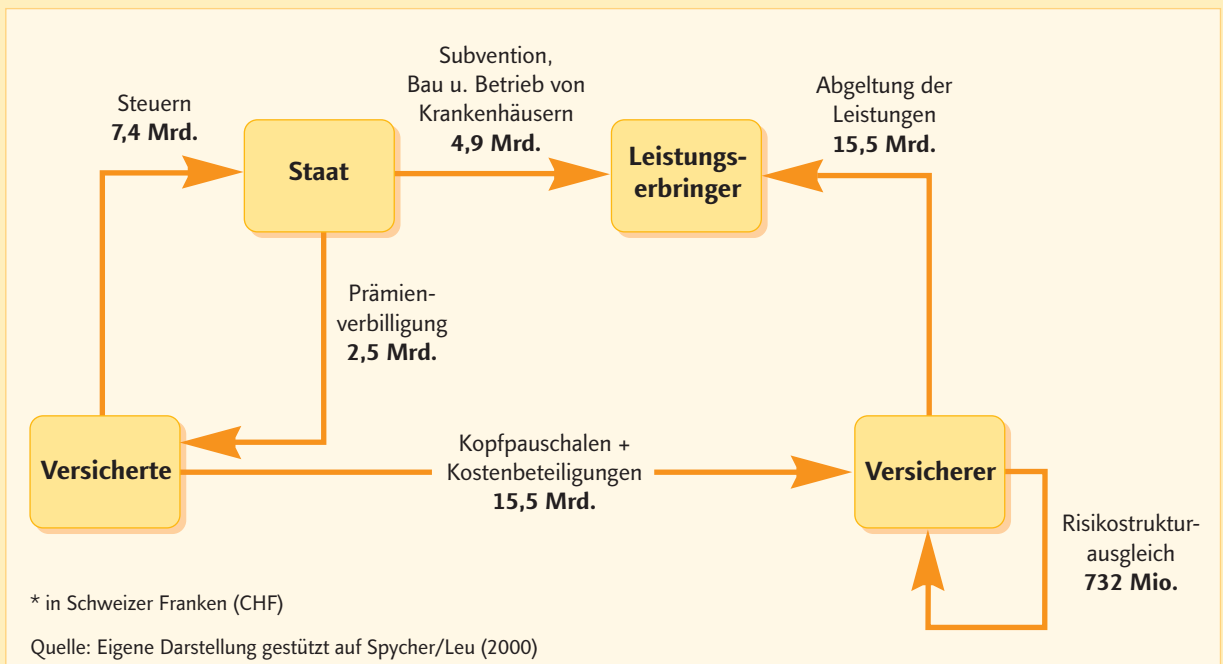 Subvention,
Bau u. Betrieb von
Krankenhäusern
4,9 Mrd.
Steuern
7,4 Mrd.
Abgeltung der
Leistungen
15,5 Mrd.
Staat
Leistungs-
erbringer
Prämien-
verbilligung
2,5 Mrd.
Versicherte
Kopfpauschalen +
Kostenbeteiligungen
15,5 Mrd.
Versicherer
Risikostruktur-
ausgleich
732 Mio.
* in Schweizer Franken (CHF)
Quelle: Eigene Darstellung gestützt auf Spycher/Leu (2000)